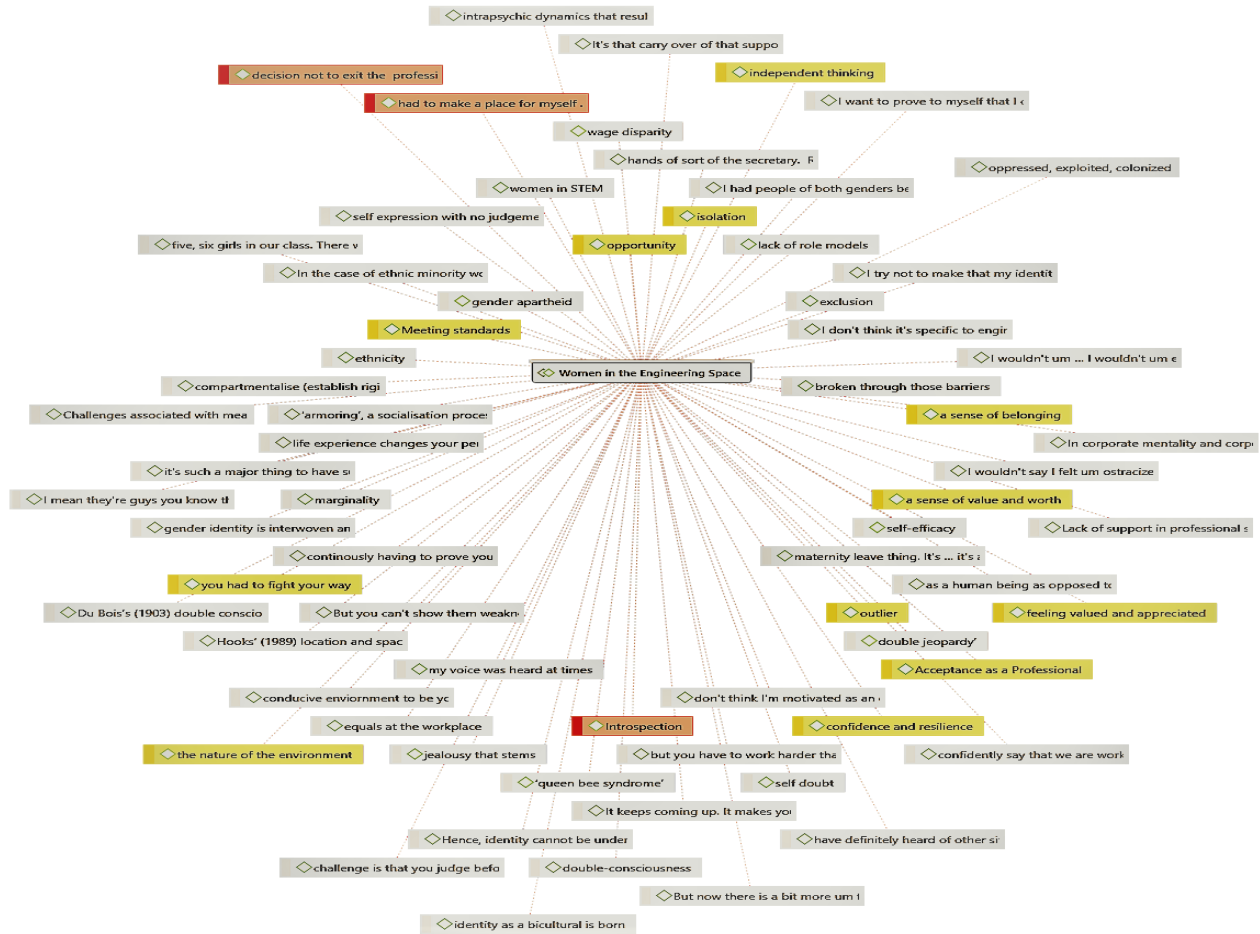 intrapsychic dynamics that resul
It's that carry over of that suppo
decision not to exit the professi
independent thinking
had to make a place for myself .
I want to prove to myself that I c
wage disparity
hands of sort of the secretary. R
oppressed, exploited, colonized
women in STEM
I had people of both genders be
self expression with no judgeme
isolation
five, six girls in our class. There v
opportunity
lack of role models
In the case of ethnic minority wo
I try not to make that my identit
gender apartheid
exclusion
Meeting standards
I don't think it's specific to engir
ethnicity
I wouldn't um ... I wouldn't um e
Women in the Engineering Space
compartmentalise (establish rigi
broken through those barriers
Challenges associated with mea
'armoring', a socialisation proces
a sense of belonging
life experience changes your per
In corporate mentality and corp
it's such a major thing to have s
I wouldn't say I felt um ostracize
I mean they're guys you know th
marginality
a sense of value and worth
gender identity is interwoven an
self-efficacy
Lack of support in professional s
continously having to prove you
maternity leave thing. It's ... it's a
you had to fight your way
as a human being as opposed to
Du Bois's (1903) double conscio
But you can't show them weakn
outlier
feeling valued and appreciated
Hooks' (1989) location and spac
double jeopardy'
my voice was heard at times
Acceptance as a Professional
conducive enviornment to be yo
don't think I'm motivated as an
equals at the workplace
Introspection
confidence and resilience
the nature of the environment
jealousy that stems
but you have to work harder tha
confidently say that we are work
'queen bee syndrome'
self doubt
It keeps coming up. It makes you
Hence, identity cannot be under
have definitely heard of other si
challenge is that you judge befo
double-consciousness
But now there is a bit more um t
identity as a bicultural is born